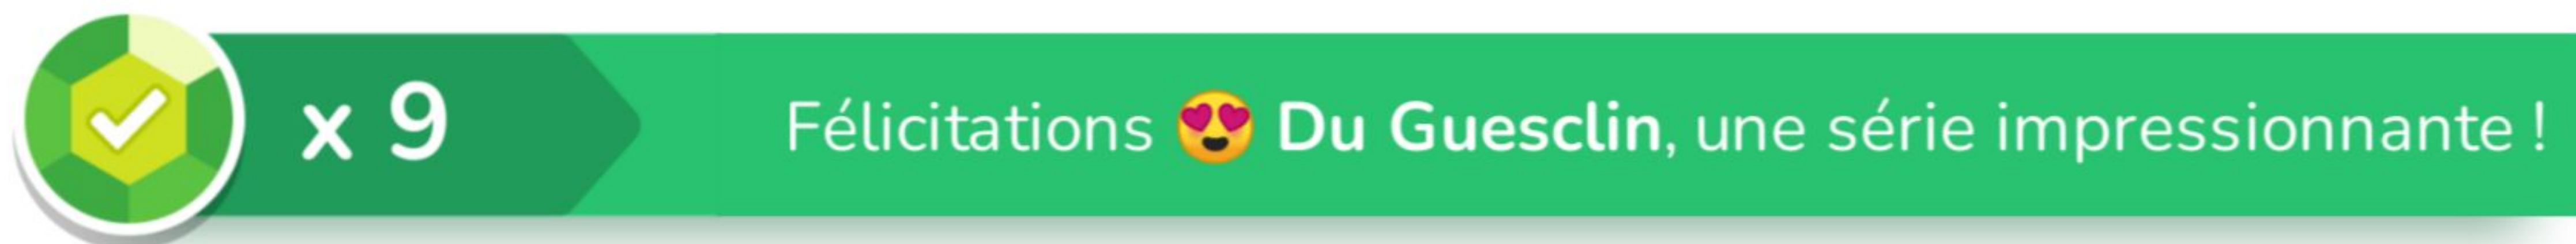 x 9
Félicitations 😍 Du Guesclin, une série impressionnante !